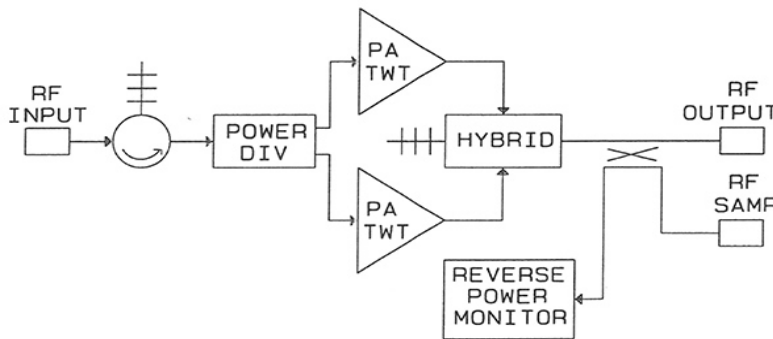 RF
INPUT
POWER
DIV
PA
TWT
PA
TWT
HYBRID
RF
OUTPUT
RF
SAMP
REVERSE
POWER
MONITOR